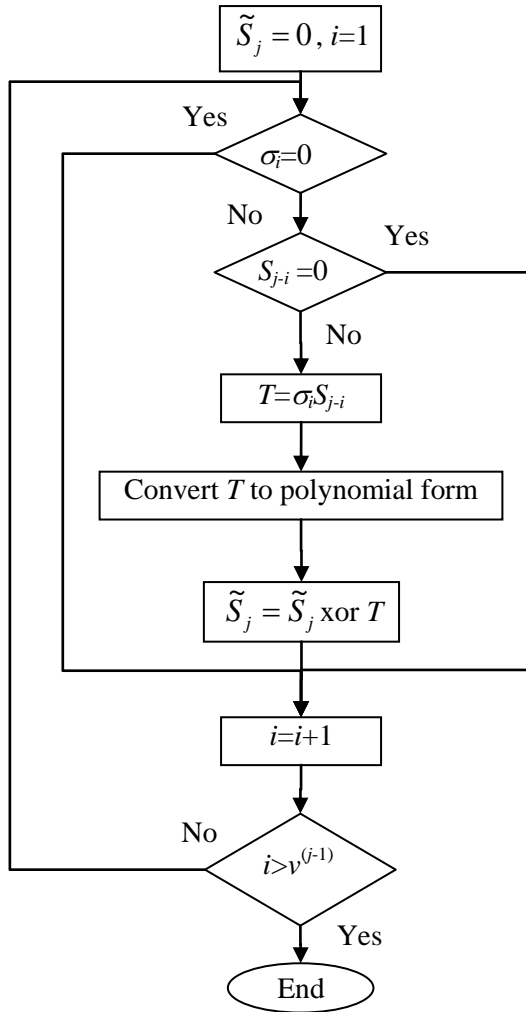 S̃ⱼ = 0 , i=1
Yes
σᵢ=0
No
Yes
Sⱼ₋ᵢ =0
No
T=σᵢSⱼ₋ᵢ
Convert T to polynomial form
S̃ⱼ = S̃ⱼ xor T
i=i+1
No
i>v⁽ʲ⁻¹⁾
Yes
End